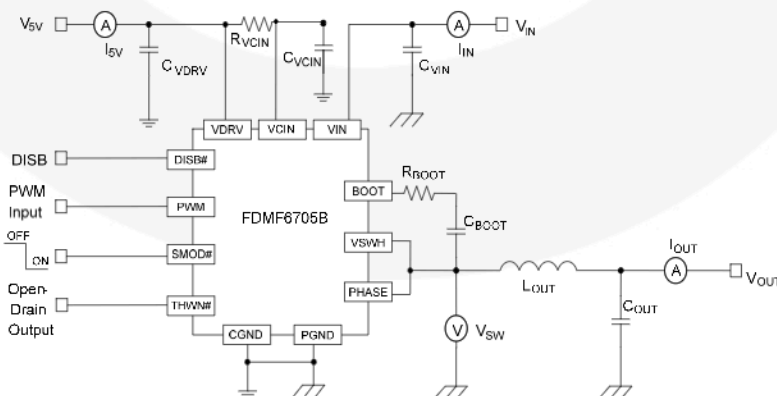 V5V
A
I5V
CVDRV
RVCIN
CVCIN
CVIN
A
IIN
VIN
VDRV
VCIN
VIN
DISB
DISB#
PWM
Input
PWM
OFF
ON
SMOD#
Open-
Drain
Output
THWN#
FDMF6705B
BOOT
RBOOT
CBOOT
VSWH
PHASE
CGND
PGND
V
VSW
LOUT
COUT
IOUT
A
VOUT